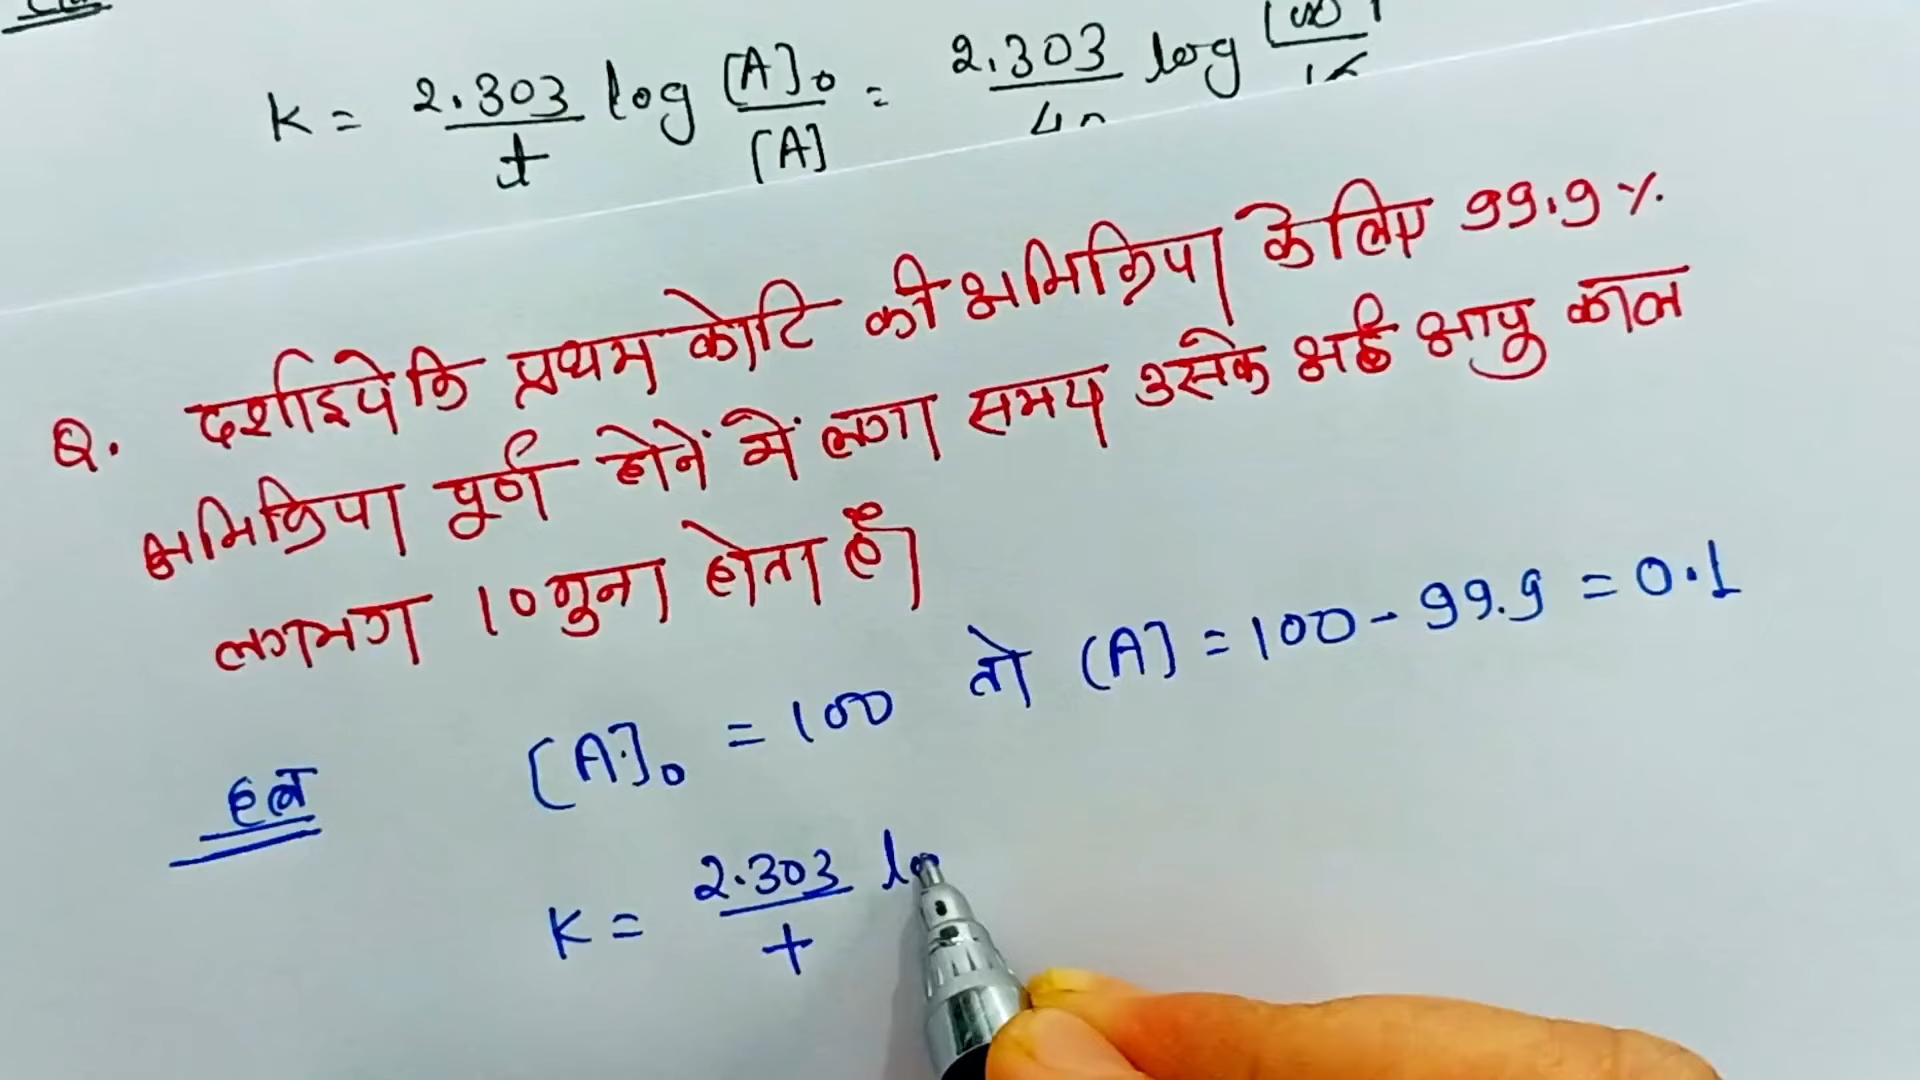 K = 2.303/t log [A]₀/[A] = 2.303/40 log
Q. दर्शाइये कि प्रथम कोटि की अभिक्रिया के लिए 99.9%
अभिक्रिया पूर्ण होनें में लगा समय उसके अर्द्ध आयु काल
लगभग 10 गुना होता है।
हल [A]₀ = 100 तो [A] = 100 - 99.9 = 0.1
K = 2.303/t lo